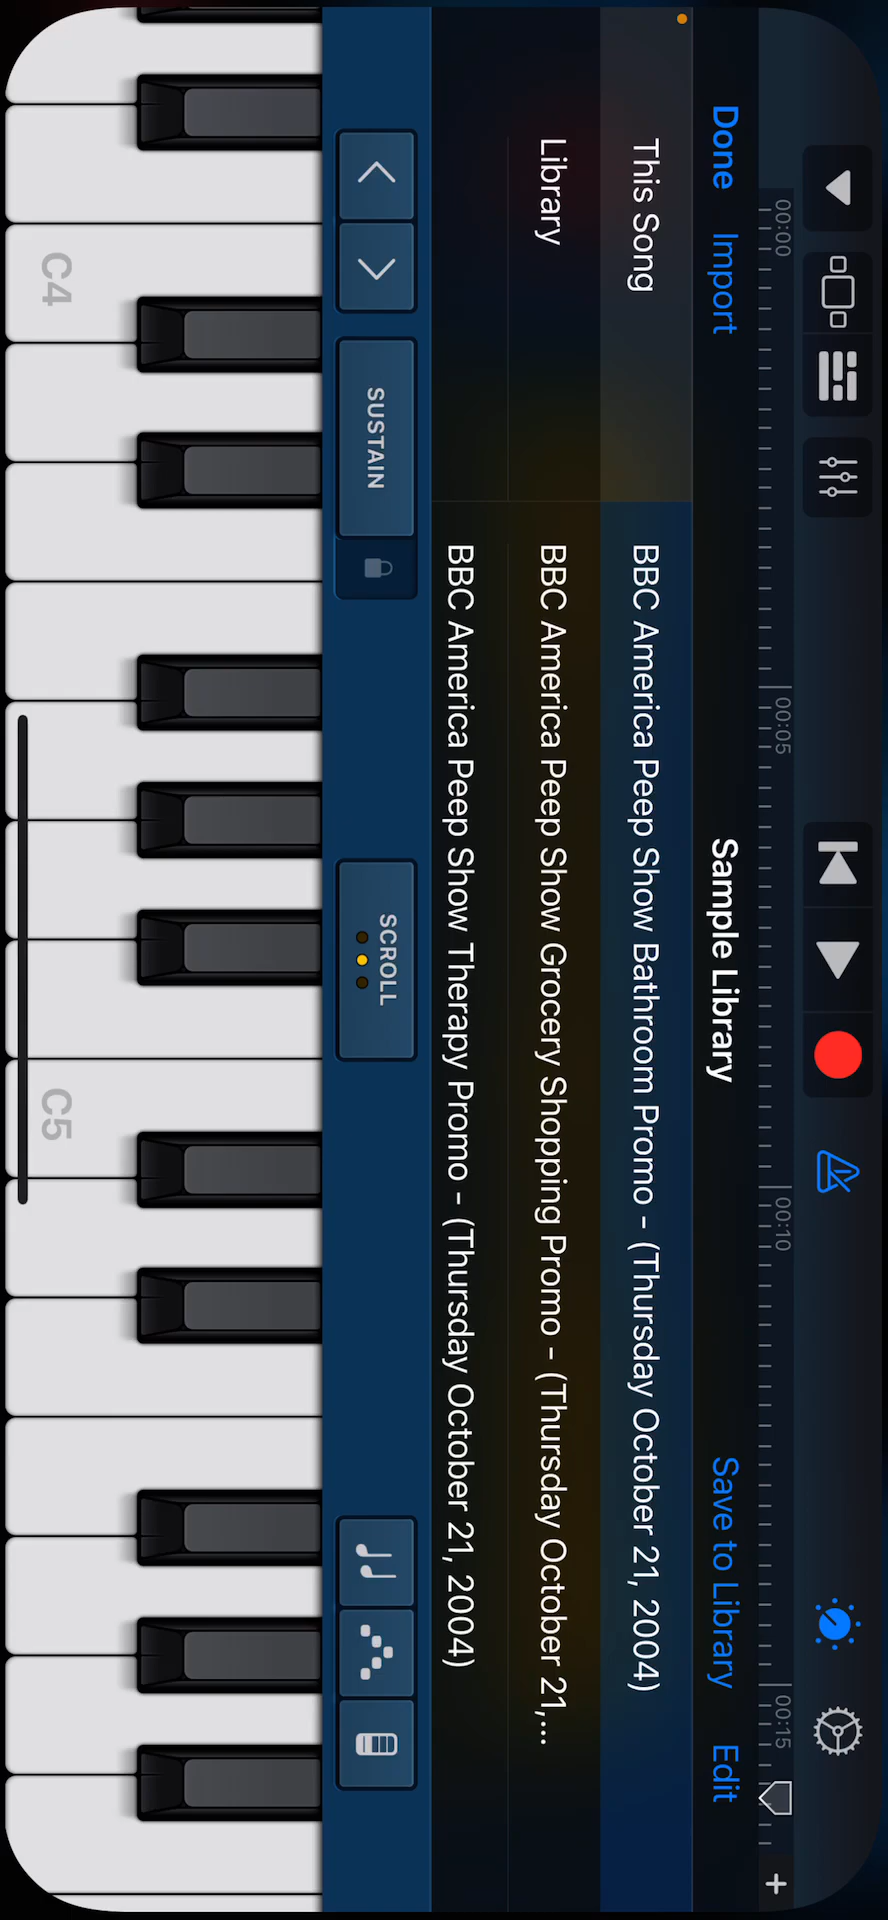 00:00
00:05
00:10
00:15
Done
Import
Sample Library
Save to Library
Edit
This Song
Library
BBC America Peep Show Bathroom Promo - (Thursday October 21, 2004)
BBC America Peep Show Grocery Shopping Promo - (Thursday October 21,...
BBC America Peep Show Therapy Promo - (Thursday October 21, 2004)
SUSTAIN
SCROLL
C4
C5